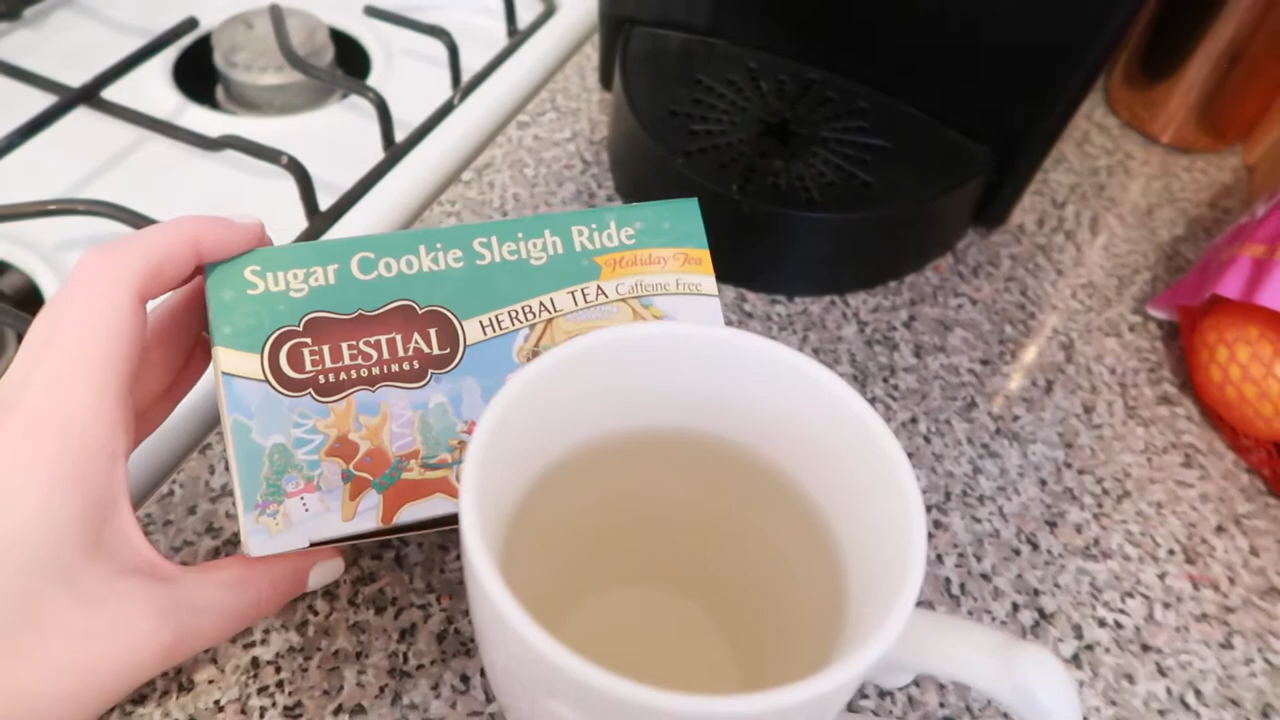 Sugar Cookie Sleigh Ride
Holiday Tea
HERBAL TEA Caffeine Free
CELESTIAL
SEASONINGS